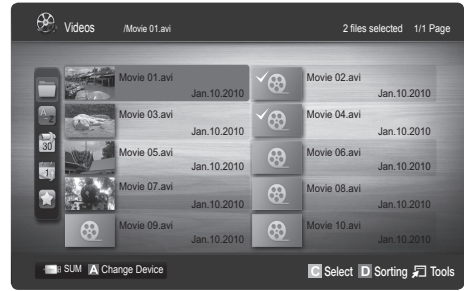 Videos /Movie 01.avi 2 files selected 1/1 Page
Movie 01.avi Movie 02.avi
Jan.10.2010 Jan.10.2010
Movie 03.avi Movie 04.avi
Jan.10.2010 Jan.10.2010
Movie 05.avi Movie 06.avi
Jan.10.2010 Jan.10.2010
Movie 07.avi Movie 08.avi
Jan.10.2010 Jan.10.2010
Movie 09.avi Movie 10.avi
Jan.10.2010 Jan.10.2010
SUM A Change Device C Select D Sorting Tools